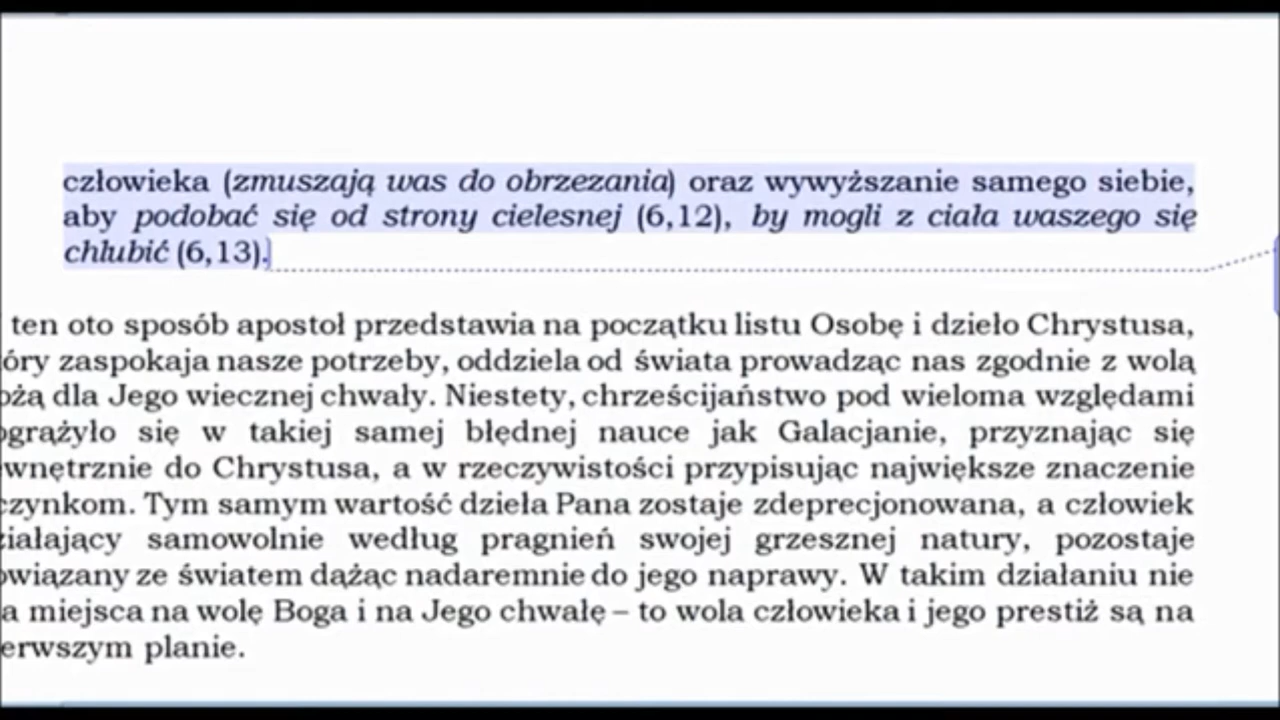 człowieka (zmuszają was do obrzezania) oraz wywyższanie samego siebie,
aby podobać się od strony cielesnej (6,12), by mogli z ciała waszego się
chłubić (6,13).
ten oto sposób apostoł przedstawia na początku listu Osobę i dzieło Chrystusa,
óry zaspokaja nasze potrzeby, oddziela od świata prowadząc nas zgodnie z wolą
ożą dla Jego wiecznej chwały. Niestety, chrześcijaństwo pod wieloma względami
ogrążyło się w takiej samej błędnej nauce jak Galacjanie, przyznając się
ewnętrznie do Chrystusa, a w rzeczywistości przypisując największe znaczenie
czynkom. Tym samym wartość dzieła Pana zostaje zdeprecjonowana, a człowiek
ziałający samowolnie według pragnień swojej grzesznej natury, pozostaje
owiązany ze światem dążąc nadaremnie do jego naprawy. W takim działaniu nie
a miejsca na wolę Boga i na Jego chwałę – to wola człowieka i jego prestiż są na
erwszym planie.